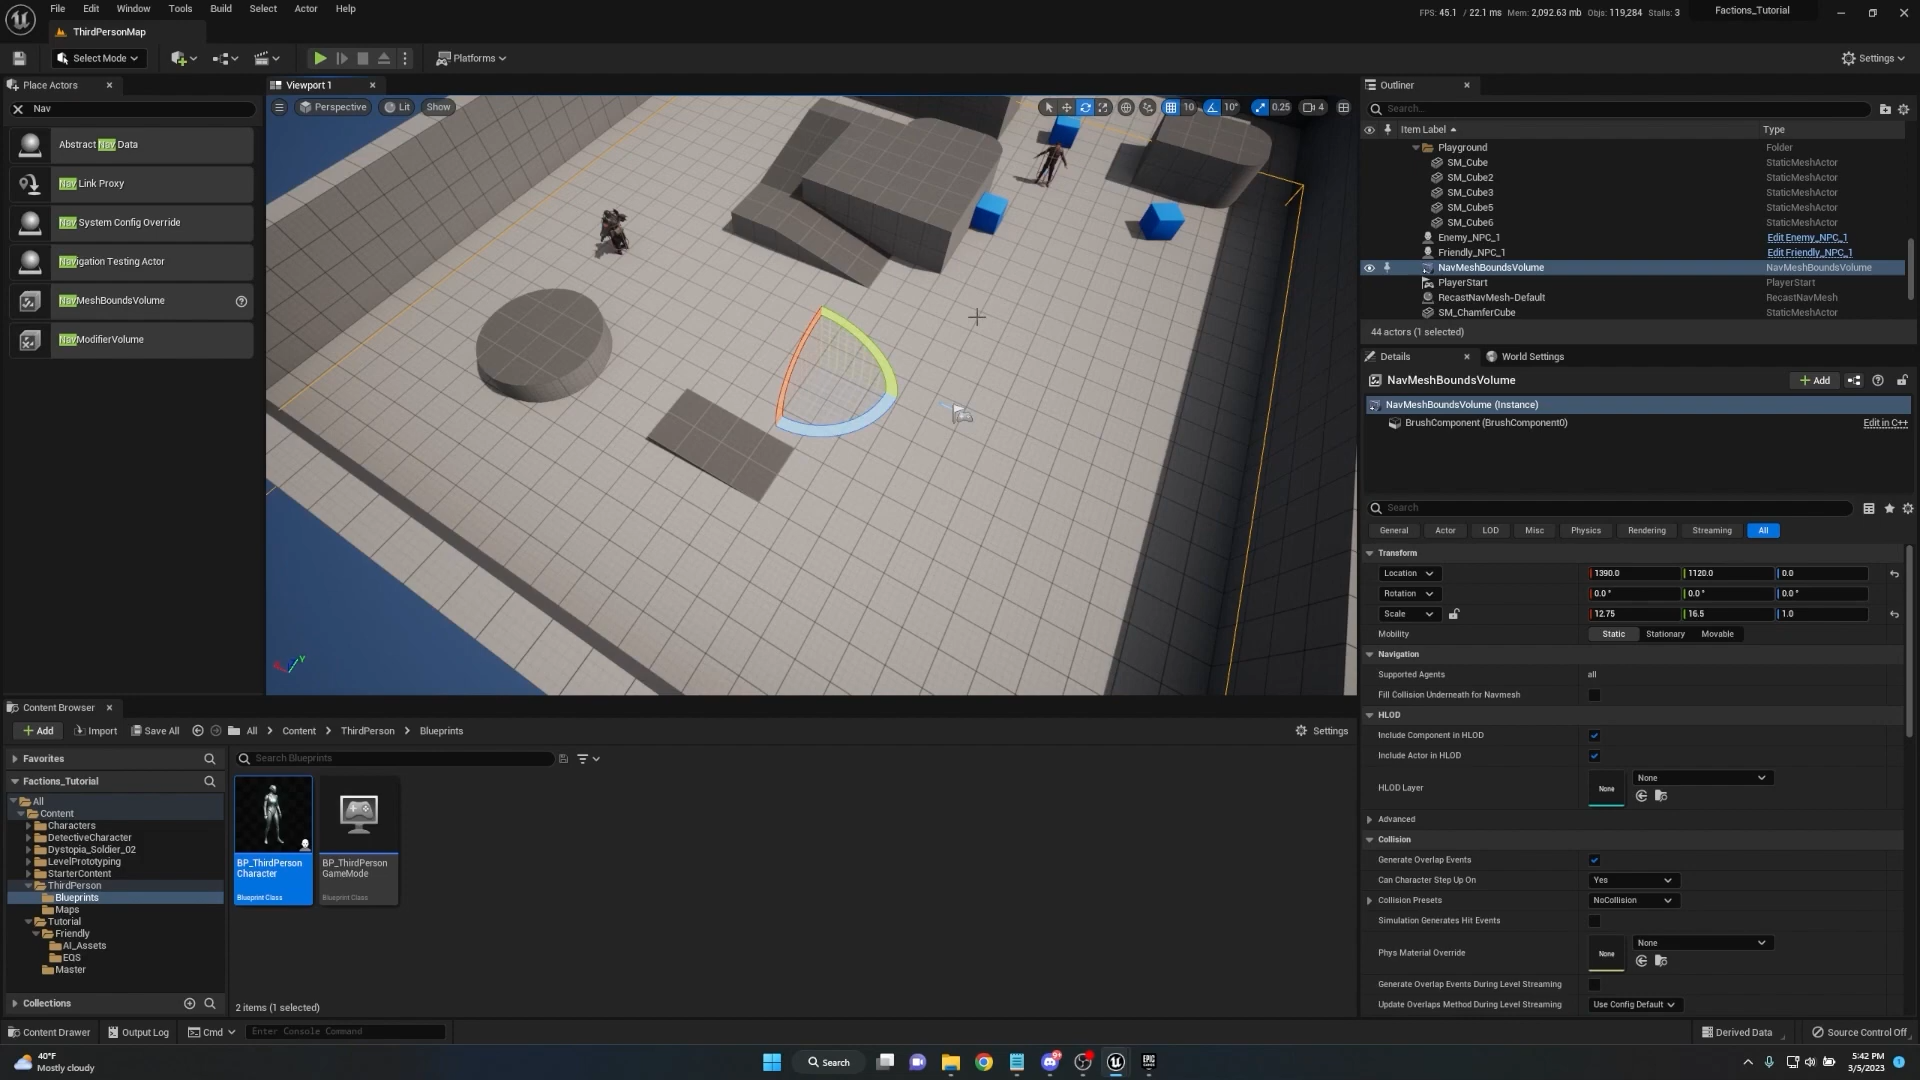 File Edit Window Tools Build Select Actor Help
FPS: 45.1 / 22.1 ms Mem: 2,092.63 mb Objs: 119,284 Stalls: 3
Factions_Tutorial
ThirdPersonMap
Select Mode
Platforms
Settings
Place Actors
Nav
Abstract Nav Data
Nav Link Proxy
Nav System Config Override
Navigation Testing Actor
NavMeshBoundsVolume
NavModifierVolume
Viewport 1
Perspective Lit Show
10 10° 0.25 4
Outliner
Search...
Item Label Type
Playground Folder
SM_Cube StaticMeshActor
SM_Cube2 StaticMeshActor
SM_Cube3 StaticMeshActor
SM_Cube5 StaticMeshActor
SM_Cube6 StaticMeshActor
Enemy_NPC_1 Edit Enemy_NPC_1
Friendly_NPC_1 Edit Friendly_NPC_1
NavMeshBoundsVolume NavMeshBoundsVolume
PlayerStart PlayerStart
RecastNavMesh-Default RecastNavMesh
SM_ChamferCube StaticMeshActor
44 actors (1 selected)
Details World Settings
NavMeshBoundsVolume
Add
NavMeshBoundsVolume (Instance)
BrushComponent (BrushComponent0) Edit in C++
Search
General Actor LOD Misc Physics Rendering Streaming All
Transform
Location 1390.0 1120.0 0.0
Rotation 0.0° 0.0° 0.0°
Scale 12.75 16.5 1.0
Mobility Static Stationary Movable
Navigation
Supported Agents all
Fill Collision Underneath for Navmesh
HLOD
Include Component in HLOD
Include Actor in HLOD
HLOD Layer None None
Advanced
Collision
Generate Overlap Events
Can Character Step Up On Yes
Collision Presets NoCollision
Simulation Generates Hit Events
Phys Material Override None None
Generate Overlap Events During Level Streaming
Update Overlaps Method During Level Streaming Use Config Default
Content Browser
Add Import Save All All Content ThirdPerson Blueprints Settings
Favorites
Factions_Tutorial
All
Content
Characters
DetectiveCharacter
Dystopia_Soldier_02
LevelPrototyping
StarterContent
ThirdPerson
Blueprints
Maps
Tutorial
Friendly
AI_Assets
EQS
Master
Collections
Search Blueprints
BP_ThirdPerson
Character
Blueprint Class
BP_ThirdPerson
GameMode
Blueprint Class
2 items (1 selected)
Content Drawer Output Log Cmd Enter Console Command
Derived Data Source Control Off
40°F
Mostly cloudy
Search
5:42 PM
3/5/2023